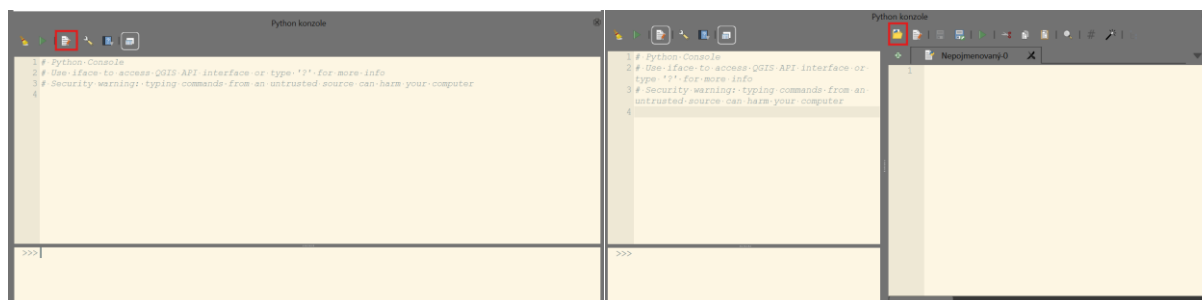 Python konzole
1 # Python Console
2 # Use iface to access QGIS API interface or type '?' for more info
3 # Security warning: typing commands from an untrusted source can harm your computer
4
>>>
Python konzole
1 # Python Console
2 # Use iface to access QGIS API interface or
type '?' for more info
3 # Security warning: typing commands from an
untrusted source can harm your computer
4
>>>
Nepojmenovaný-0
1